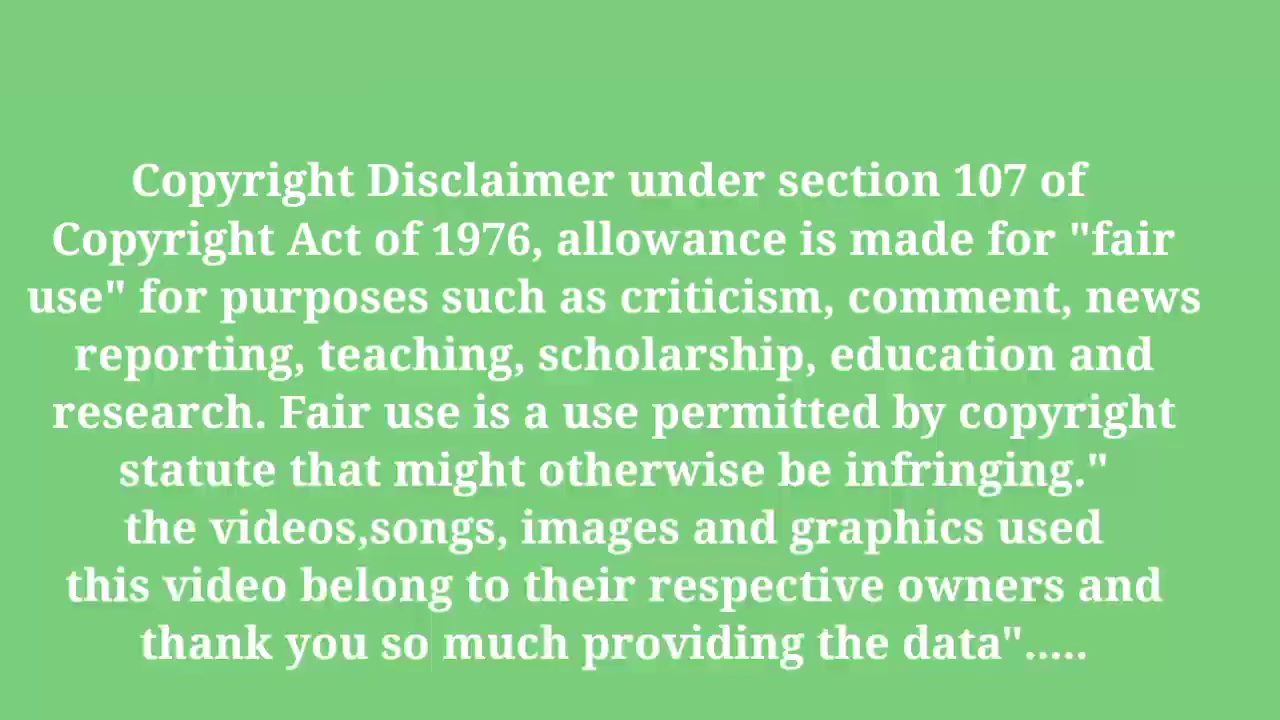 Copyright Disclaimer under section 107 of
Copyright Act of 1976, allowance is made for "fair
use" for purposes such as criticism, comment, news
reporting, teaching, scholarship, education and
research. Fair use is a use permitted by copyright
statute that might otherwise be infringing."
the videos,songs, images and graphics used
this video belong to their respective owners and
thank you so much providing the data".....